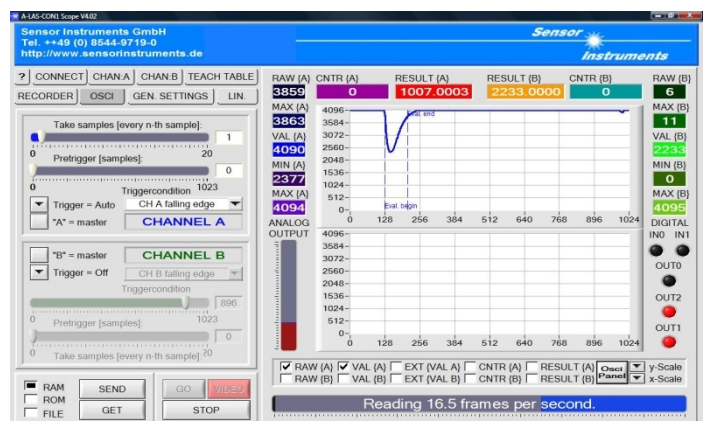 A-LAS-CON1 Scope V4.02
Sensor Instruments GmbH
Tel. ++49 (0) 8544-9719-0
http://www.sensorinstruments.de
Sensor
Instruments
? CONNECT CHAN:A CHAN:B TEACH TABLE
RECORDER OSCI GEN. SETTINGS LIN.
Take samples [every n-th sample]:
1
0 20
Pretrigger [samples]:
0
0 1023
Triggercondition
Trigger = Auto CH A falling edge
"A" = master CHANNEL A
"B" = master CHANNEL B
Trigger = Off CH B falling edge
Triggercondition
896
0 1023
Pretrigger [samples]:
0
0 20
Take samples [every n-th sample]
RAM
ROM
FILE
SEND
GET
GO VIDEO
STOP
RAW {A} CNTR {A} RESULT {A} RESULT {B} CNTR {B} RAW {B}
3859 0 1007.0003 2233.0000 0 6
MAX {A}
3863
VAL {A}
4090
MIN {A}
2377
MAX {A}
4094
ANALOG
OUTPUT
4096-
3584-
3072-
2560-
2048-
1536-
1024-
512-
0-
0 128 256 384 512 640 768 896 1024
Eval. end
Eval. begin
4096-
3584-
3072-
2560-
2048-
1536-
1024-
512-
0-
0 128 256 384 512 640 768 896 1024
MAX {B}
11
VAL {B}
2233
MIN {B}
0
MAX {B}
4095
DIGITAL
IN0 IN1
OUT0
OUT2
OUT1
RAW {A} VAL {A} EXT {VAL A} CNTR {A} RESULT {A} Osci Panel y-Scale
RAW {B} VAL {B} EXT {VAL B} CNTR {B} RESULT {B} x-Scale
Reading 16.5 frames per second.